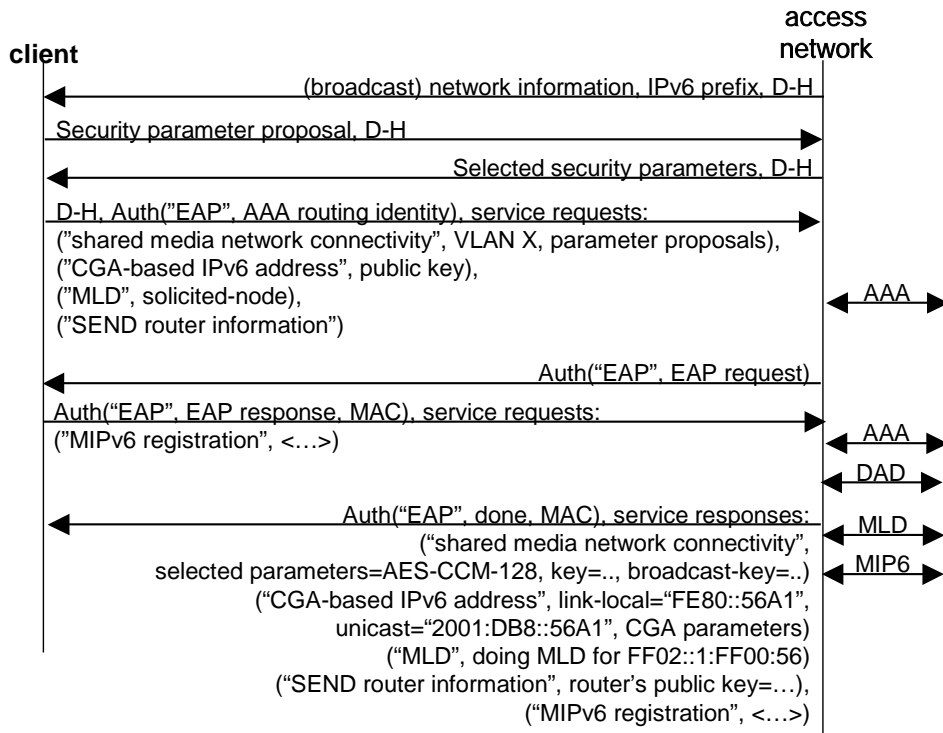 access
network
client
(broadcast) network information, IPv6 prefix, D-H
Security parameter proposal, D-H
Selected security parameters, D-H
D-H, Auth(”EAP”, AAA routing identity), service requests:
(”shared media network connectivity”, VLAN X, parameter proposals),
(”CGA-based IPv6 address”, public key),
(”MLD”, solicited-node),
(”SEND router information”)
AAA
Auth(“EAP”, EAP request)
Auth(“EAP”, EAP response, MAC), service requests:
(”MIPv6 registration”, <…>)
AAA
DAD
Auth(“EAP”, done, MAC), service responses:
MLD
(“shared media network connectivity”,
selected parameters=AES-CCM-128, key=.., broadcast-key=..)
MIP6
(“CGA-based IPv6 address”, link-local=“FE80::56A1”,
unicast=“2001:DB8::56A1”, CGA parameters)
(“MLD”, doing MLD for FF02::1:FF00:56)
(“SEND router information”, router’s public key=…),
(“MIPv6 registration”, <…>)